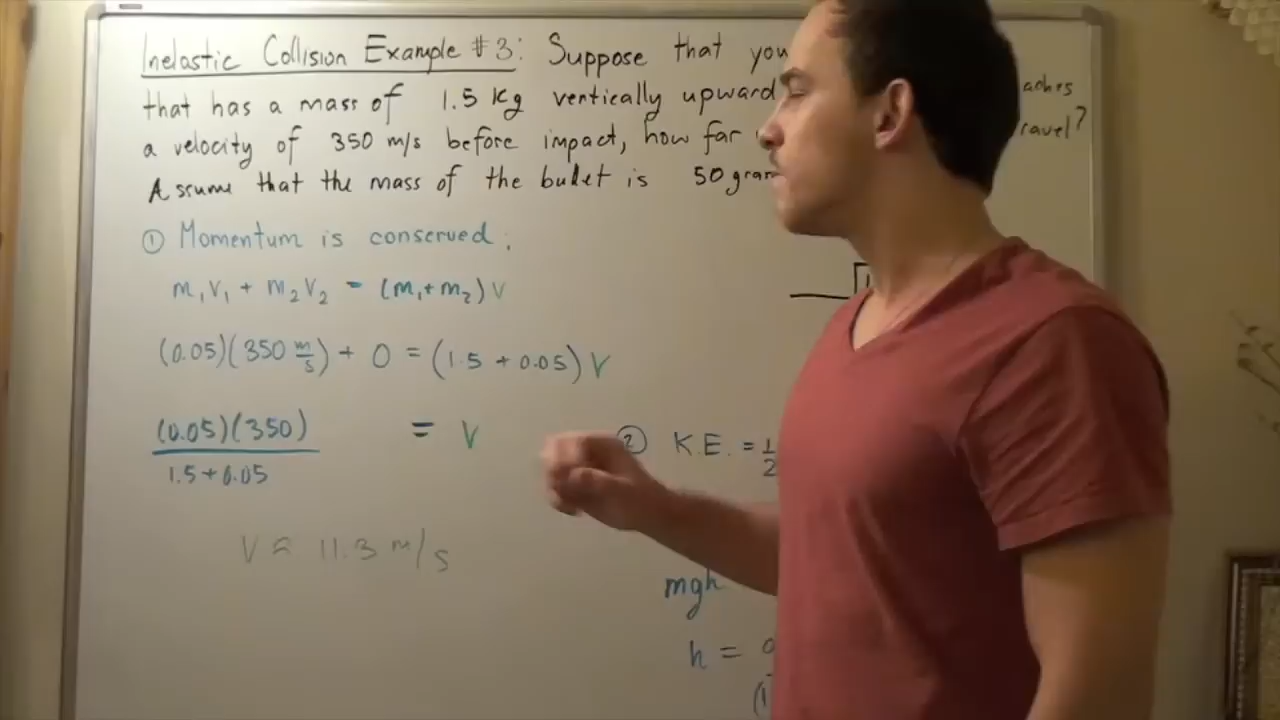 Inelastic Collision Example #3: Suppose that you
that has a mass of 1.5 Kg vertically upward
a velocity of 350 m/s before impact, how far
Assume that the mass of the bullet is 50 gram
① Momentum is conserved.
m₁V₁ + m₂V₂ = (m₁+m₂)V
(0.05)(350 m/s) + 0 = (1.5 + 0.05) V
(0.05)(350) / 1.5+0.05 = V
② K.E. = 1/2
V ≈ 11.3 m/s
mgh
h =